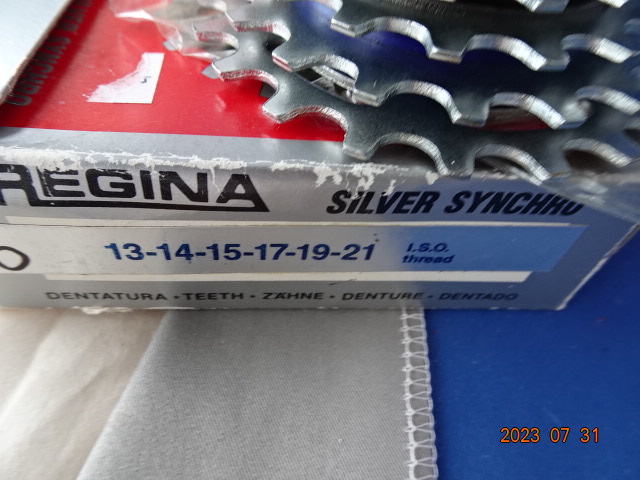 REGINA
SILVER SYNCHRO
13-14-15-17-19-21 I.S.O. thread
DENTATURA · TEETH · ZÄHNE · DENTURE · DENTADO
2023 07 31